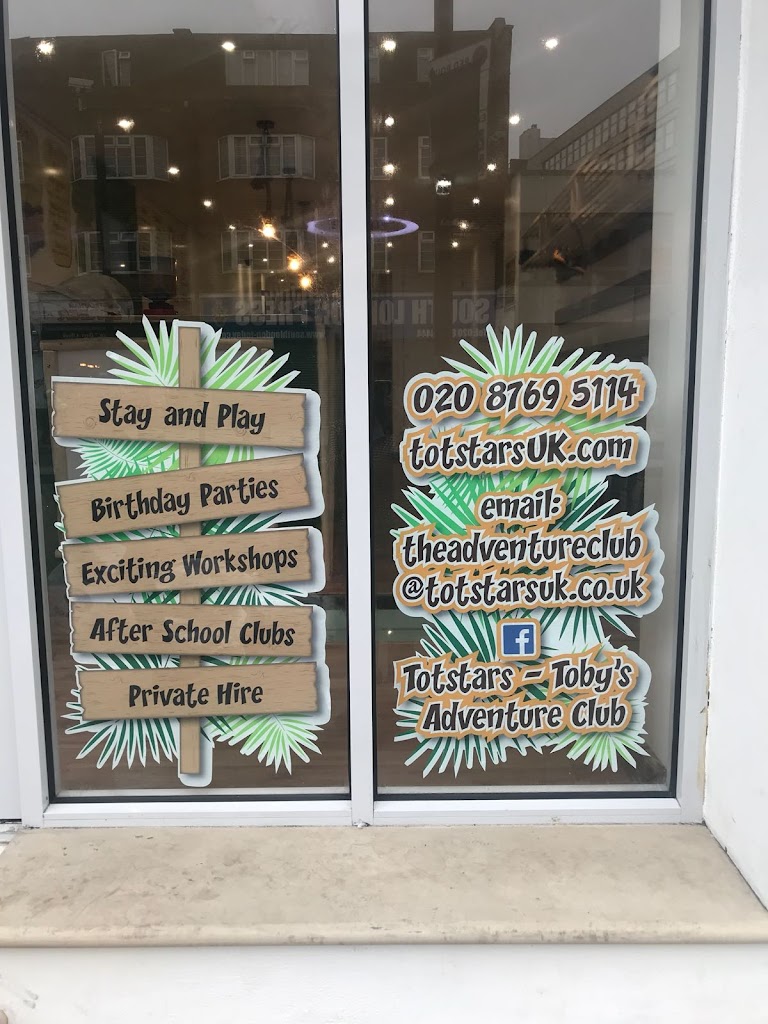 Stay and Play
Birthday Parties
Exciting Workshops
After School Clubs
Private Hire
020 8769 5114
totstarsUK.com
email:
theadventureclub
@totstarsuk.co.uk
f
Totstars - Toby's
Adventure Club